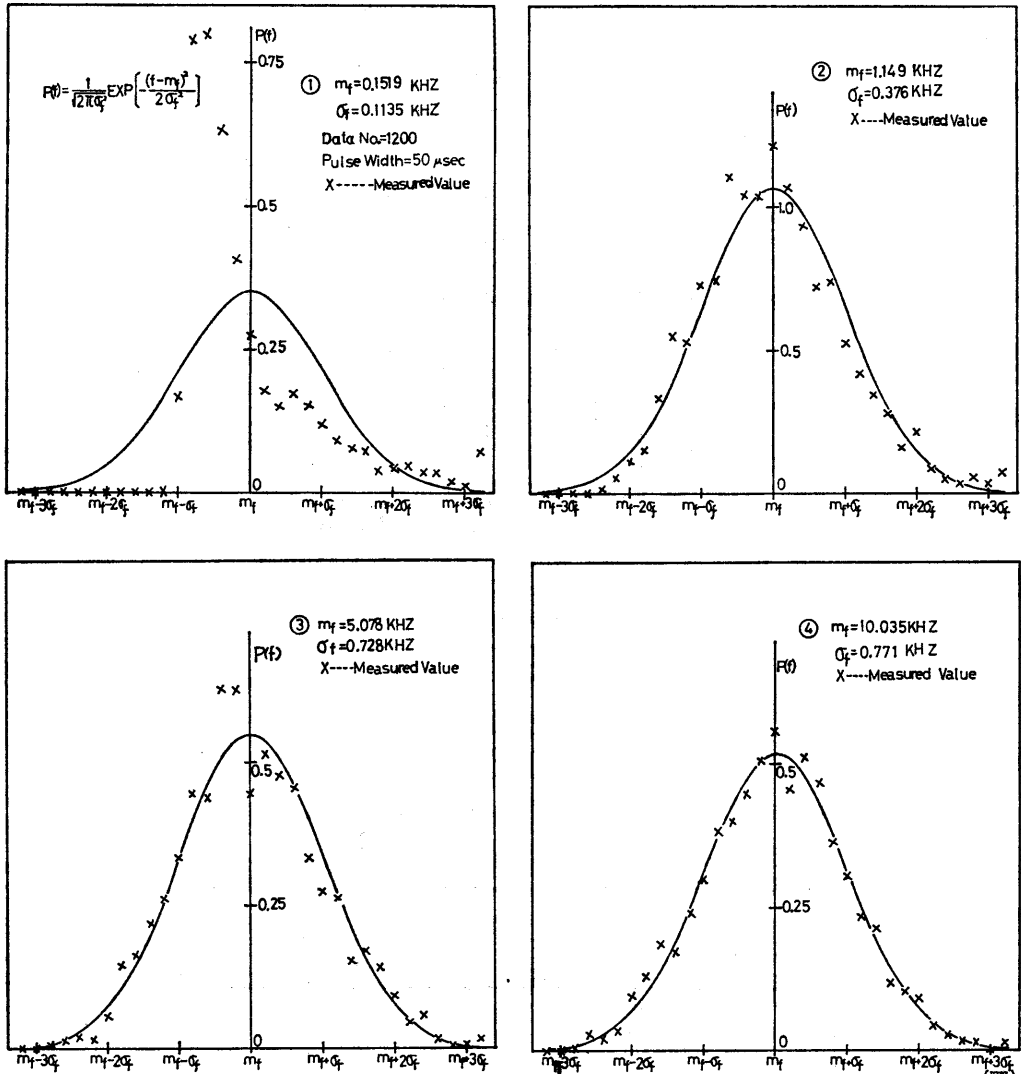 P(f)
0.75
P(f)=1/√2πσf² EXP[-(f-mf)²/2σf²]
① mf=0.1519 KHZ
σf=0.1135 KHZ
Data No.=1200
Pulse Width=50 μsec
X-----Measured Value
0.5
0.25
0
mf-3σf mf-2σf mf-σf mf mf+σf mf+2σf mf+3σf
② mf=1.149 KHZ
σf=0.376 KHZ
X----Measured Value
P(f)
1.0
0.5
0
mf-3σf mf-2σf mf-σf mf mf+σf mf+2σf mf+3σf
③ mf=5.078 KHZ
σf=0.728KHZ
X----Measured Value
P(f)
0.5
0.25
0
mf-3σf mf-2σf mf-σf mf mf+σf mf+2σf mf+3σf
④ mf=10.035KHZ
σf=0.771 KHZ
X----Measured Value
P(f)
0.5
0.25
0
mf-3σf mf-2σf mf-σf mf mf+σf mf+2σf mf+3σf